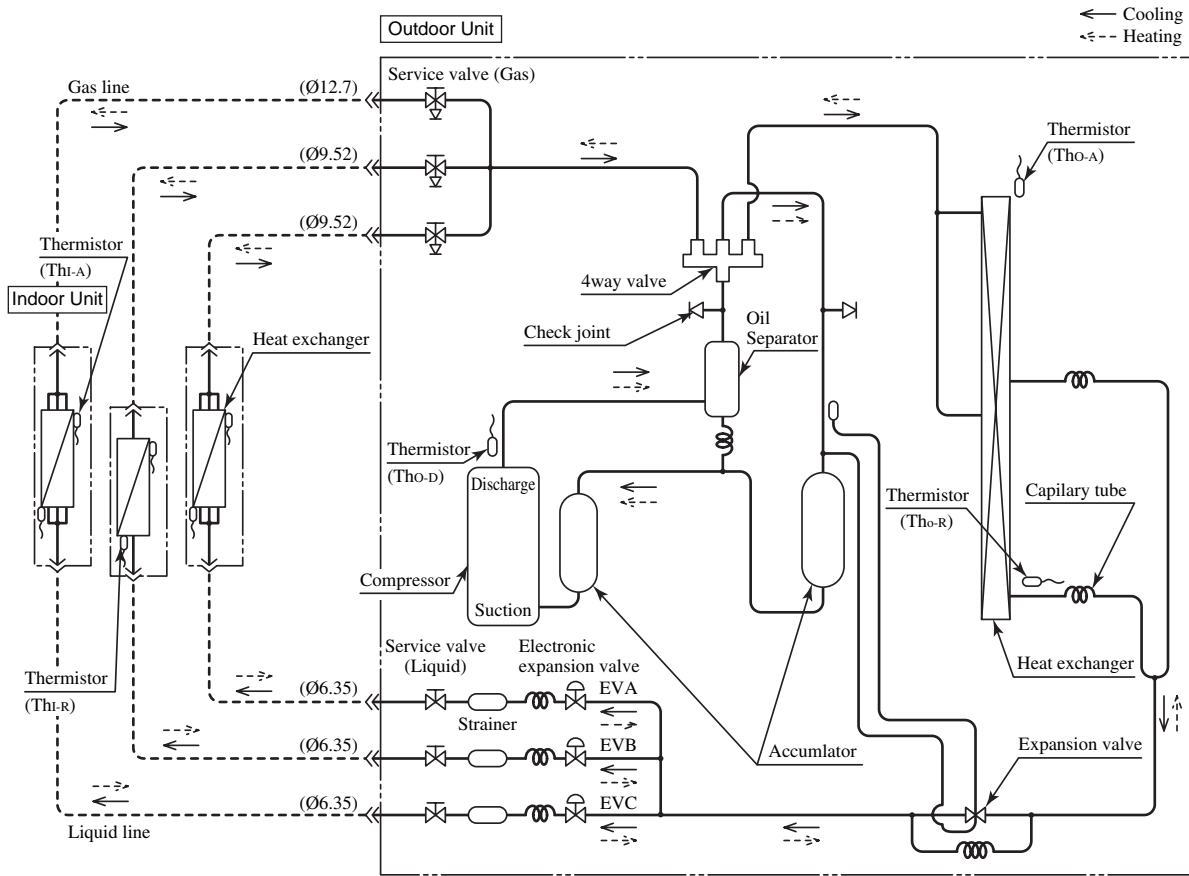 Outdoor Unit
Cooling
Heating
Gas line
(Ø12.7)
Service valve (Gas)
(Ø9.52)
(Ø9.52)
Thermistor
(ThO-A)
Thermistor
(ThI-A)
Indoor Unit
4way valve
Check joint
Oil
Separator
Heat exchanger
Thermistor
(ThO-D)
Discharge
Thermistor
(Tho-R)
Capilary tube
Compressor
Suction
Service valve
(Liquid)
Electronic
expansion valve
Heat exchanger
Thermistor
(ThI-R)
(Ø6.35)
EVA
Strainer
(Ø6.35)
EVB
Accumlator
Expansion valve
(Ø6.35)
EVC
Liquid line